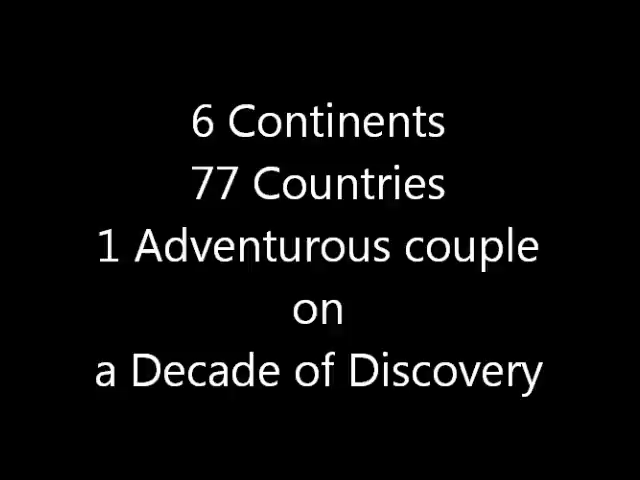 6 Continents
77 Countries
1 Adventurous couple
on
a Decade of Discovery